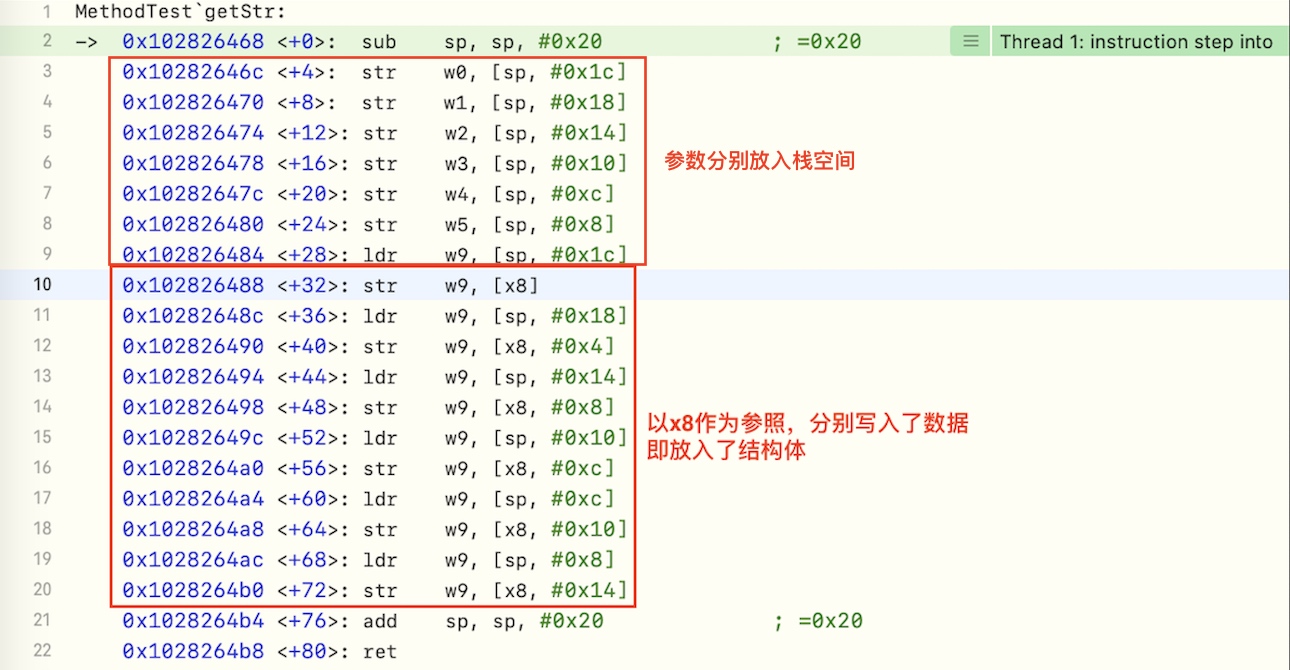 1 MethodTest`getStr:
2 -> 0x102826468 <+0>: sub sp, sp, #0x20 ; =0x20 Thread 1: instruction step into
3 0x10282646c <+4>: str w0, [sp, #0x1c]
4 0x102826470 <+8>: str w1, [sp, #0x18]
5 0x102826474 <+12>: str w2, [sp, #0x14]
6 0x102826478 <+16>: str w3, [sp, #0x10]
参数分别放入栈空间
7 0x10282647c <+20>: str w4, [sp, #0xc]
8 0x102826480 <+24>: str w5, [sp, #0x8]
9 0x102826484 <+28>: ldr w9, [sp, #0x1c]
10 0x102826488 <+32>: str w9, [x8]
11 0x10282648c <+36>: ldr w9, [sp, #0x18]
12 0x102826490 <+40>: str w9, [x8, #0x4]
13 0x102826494 <+44>: ldr w9, [sp, #0x14]
14 0x102826498 <+48>: str w9, [x8, #0x8]
以x8作为参照，分别写入了数据
即放入了结构体
15 0x10282649c <+52>: ldr w9, [sp, #0x10]
16 0x1028264a0 <+56>: str w9, [x8, #0xc]
17 0x1028264a4 <+60>: ldr w9, [sp, #0xc]
18 0x1028264a8 <+64>: str w9, [x8, #0x10]
19 0x1028264ac <+68>: ldr w9, [sp, #0x8]
20 0x1028264b0 <+72>: str w9, [x8, #0x14]
21 0x1028264b4 <+76>: add sp, sp, #0x20 ; =0x20
22 0x1028264b8 <+80>: ret